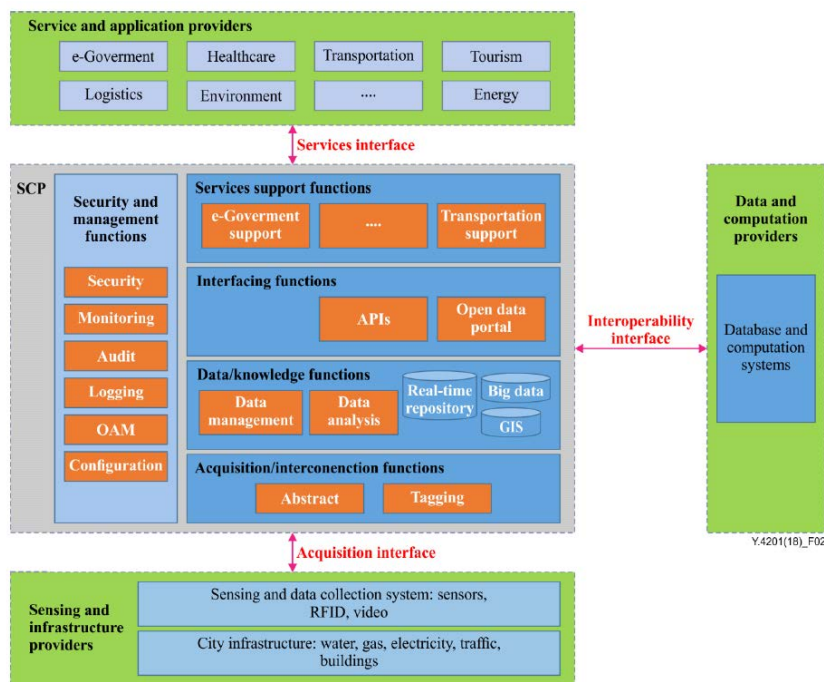 Service and application providers
e-Goverment
Healthcare
Transportation
Tourism
Logistics
Environment
....
Energy
Services interface
SCP
Security and
management
functions
Security
Monitoring
Audit
Logging
OAM
Configuration
Services support functions
e-Goverment
support
....
Transportation
support
Interfacing functions
APIs
Open data
portal
Data/knowledge functions
Data
management
Data
analysis
Real-time
repository
Big data
GIS
Acquisition/interconenction functions
Abstract
Tagging
Interoperability
interface
Data and
computation
providers
Database and
computation
systems
Y.4201(18)_F02
Acquisition interface
Sensing and
infrastructure
providers
Sensing and data collection system: sensors,
RFID, video
City infrastructure: water, gas, electricity, traffic,
buildings